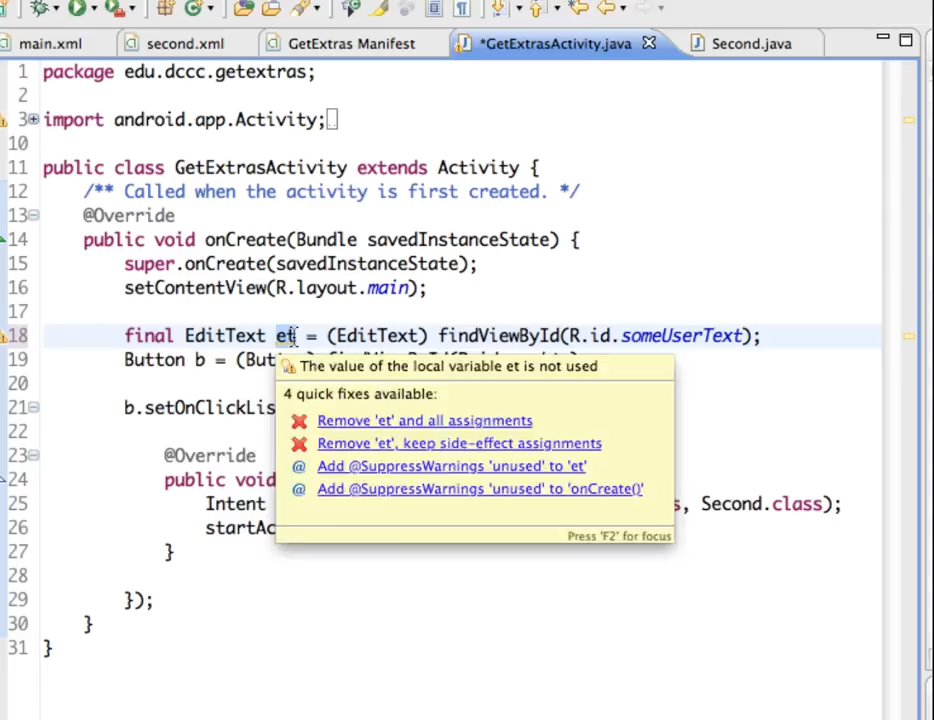 main.xml second.xml GetExtras Manifest *GetExtrasActivity.java Second.java
1 package edu.dccc.getextras;
2
3 import android.app.Activity;
10
11 public class GetExtrasActivity extends Activity {
12 /** Called when the activity is first created. */
13 @Override
14 public void onCreate(Bundle savedInstanceState) {
15 super.onCreate(savedInstanceState);
16 setContentView(R.layout.main);
17
18 final EditText et = (EditText) findViewById(R.id.someUserText);
19 Button b =
The value of the local variable et is not used
20
4 quick fixes available:
21 b.setOnClickLis
Remove 'et' and all assignments
22
Remove 'et', keep side-effect assignments
23 @Override
Add @SuppressWarnings 'unused' to 'et'
24 public void
Add @SuppressWarnings 'unused' to 'onCreate()'
25 Intent s, Second.class);
26 startAc
Press 'F2' for focus
27 }
28
29 });
30 }
31 }